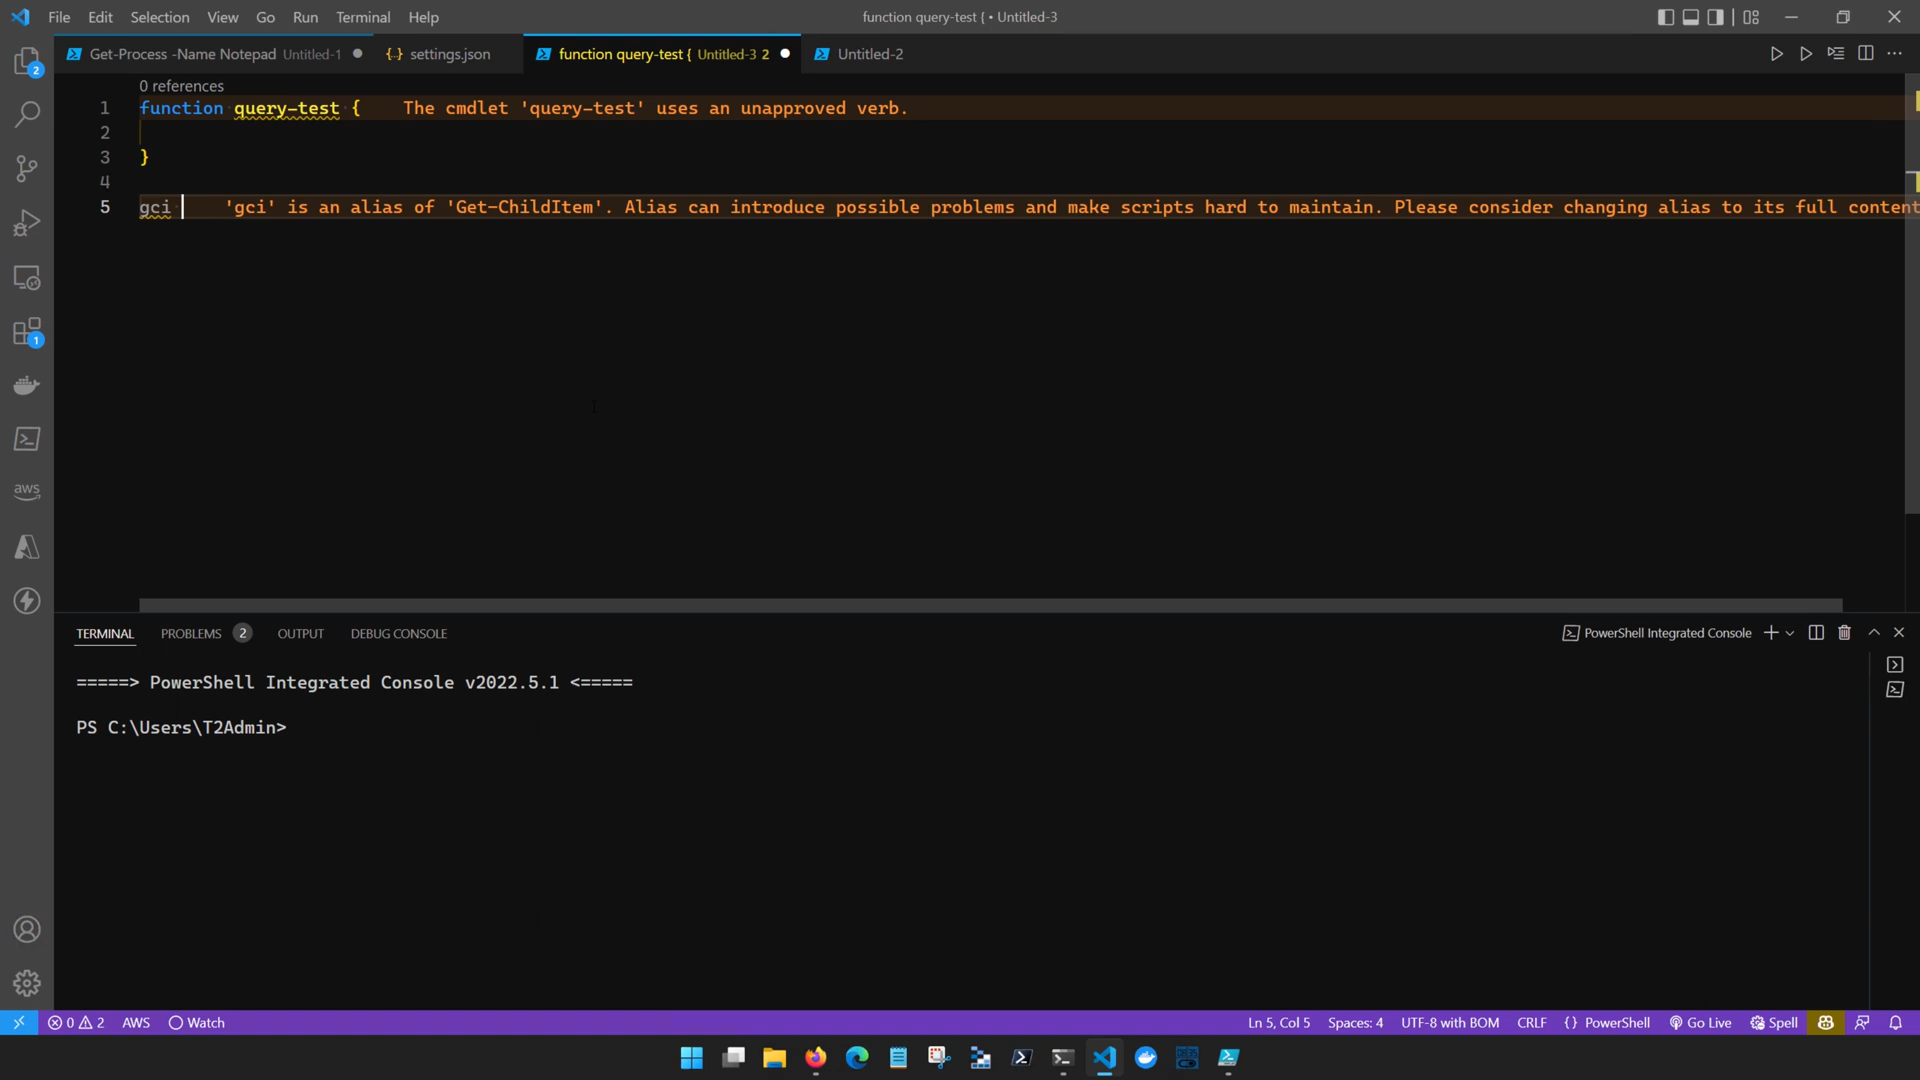 File Edit Selection View Go Run Terminal Help
function query-test { • Untitled-3
Get-Process -Name Notepad Untitled-1
settings.json
function query-test { Untitled-3 2
Untitled-2
0 references
1 function query-test { The cmdlet 'query-test' uses an unapproved verb.
2
3 }
4
5 gci 'gci' is an alias of 'Get-ChildItem'. Alias can introduce possible problems and make scripts hard to maintain. Please consider changing alias to its full content
2
1
aws
TERMINAL PROBLEMS 2 OUTPUT DEBUG CONSOLE
PowerShell Integrated Console
=====> PowerShell Integrated Console v2022.5.1 <=====
PS C:\Users\T2Admin>
0 2 AWS Watch
Ln 5, Col 5 Spaces: 4 UTF-8 with BOM CRLF {} PowerShell Go Live Spell